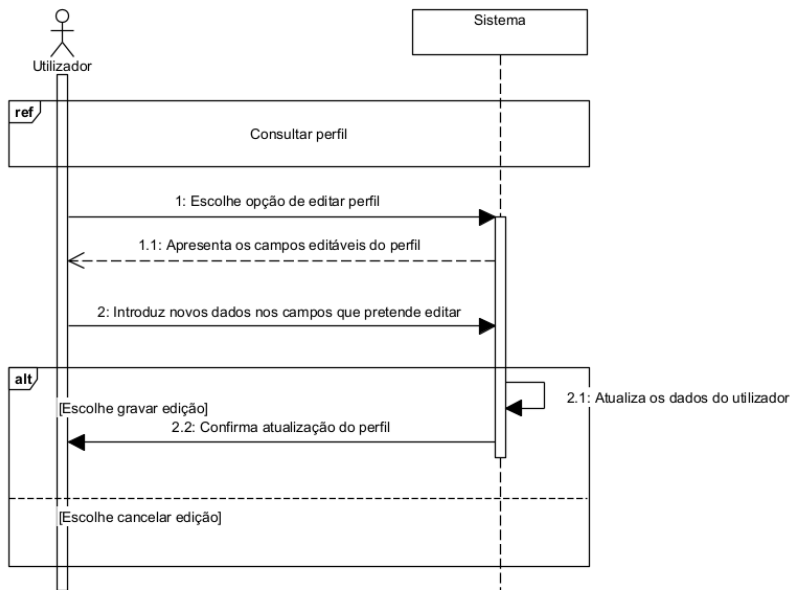 Sistema
Utilizador
ref
Consultar perfil
1: Escolhe opção de editar perfil
1.1: Apresenta os campos editáveis do perfil
2: Introduz novos dados nos campos que pretende editar
alt
2.1: Atualiza os dados do utilizador
[Escolhe gravar edição]
2.2: Confirma atualização do perfil
[Escolhe cancelar edição]